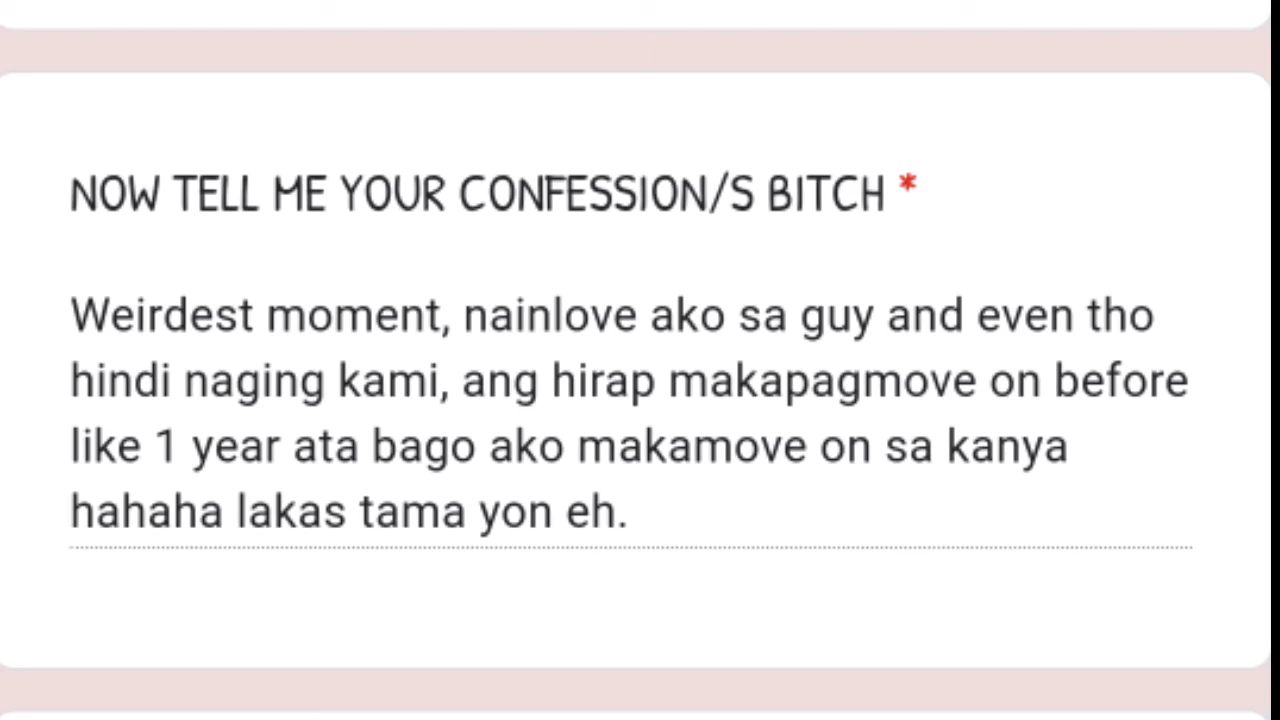 NOW TELL ME YOUR CONFESSION/S BITCH *
Weirdest moment, nainlove ako sa guy and even tho
hindi naging kami, ang hirap makapagmove on before
like 1 year ata bago ako makamove on sa kanya
hahaha lakas tama yon eh.